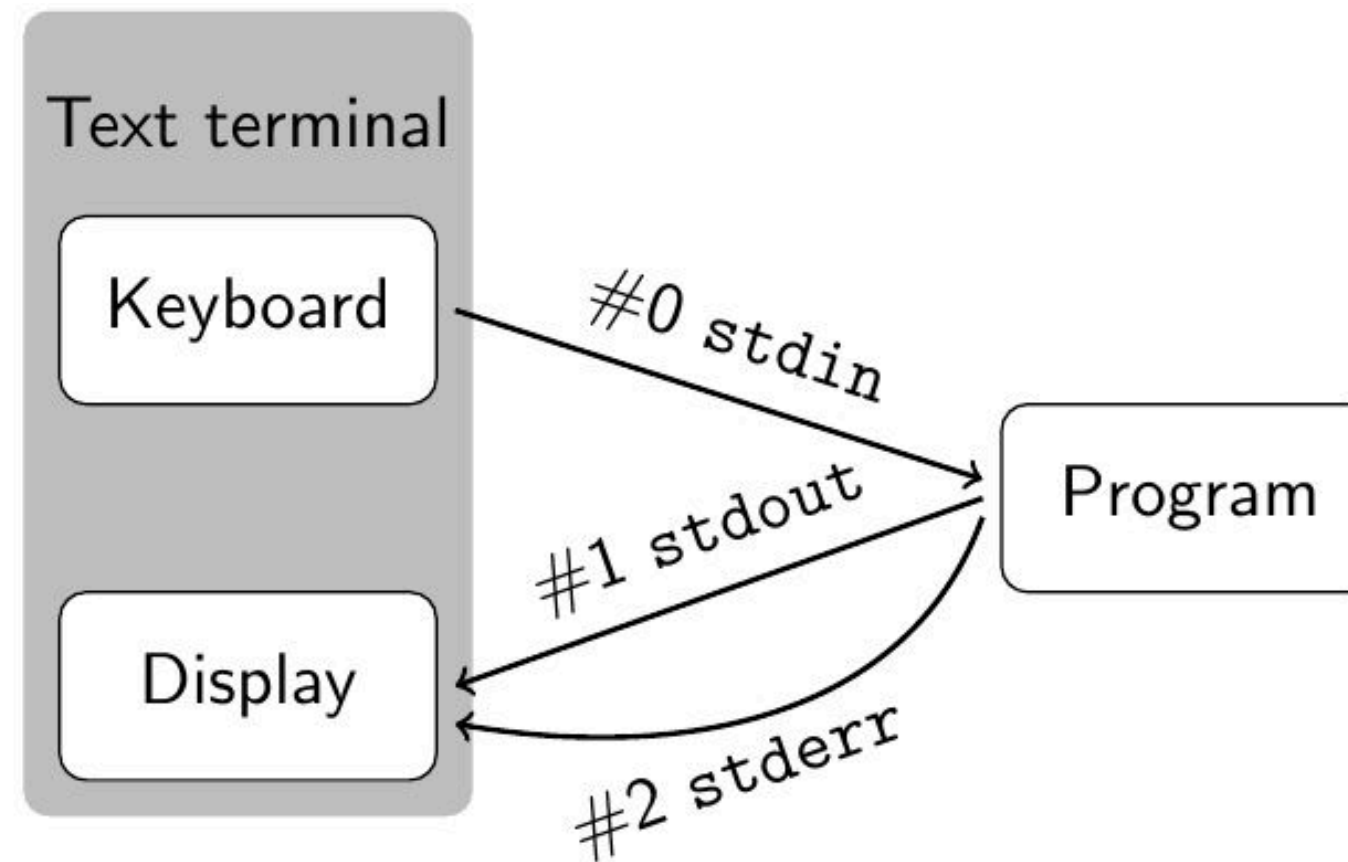 Text terminal
Keyboard
#0 stdin
#1 stdout
Program
Display
#2 stderr